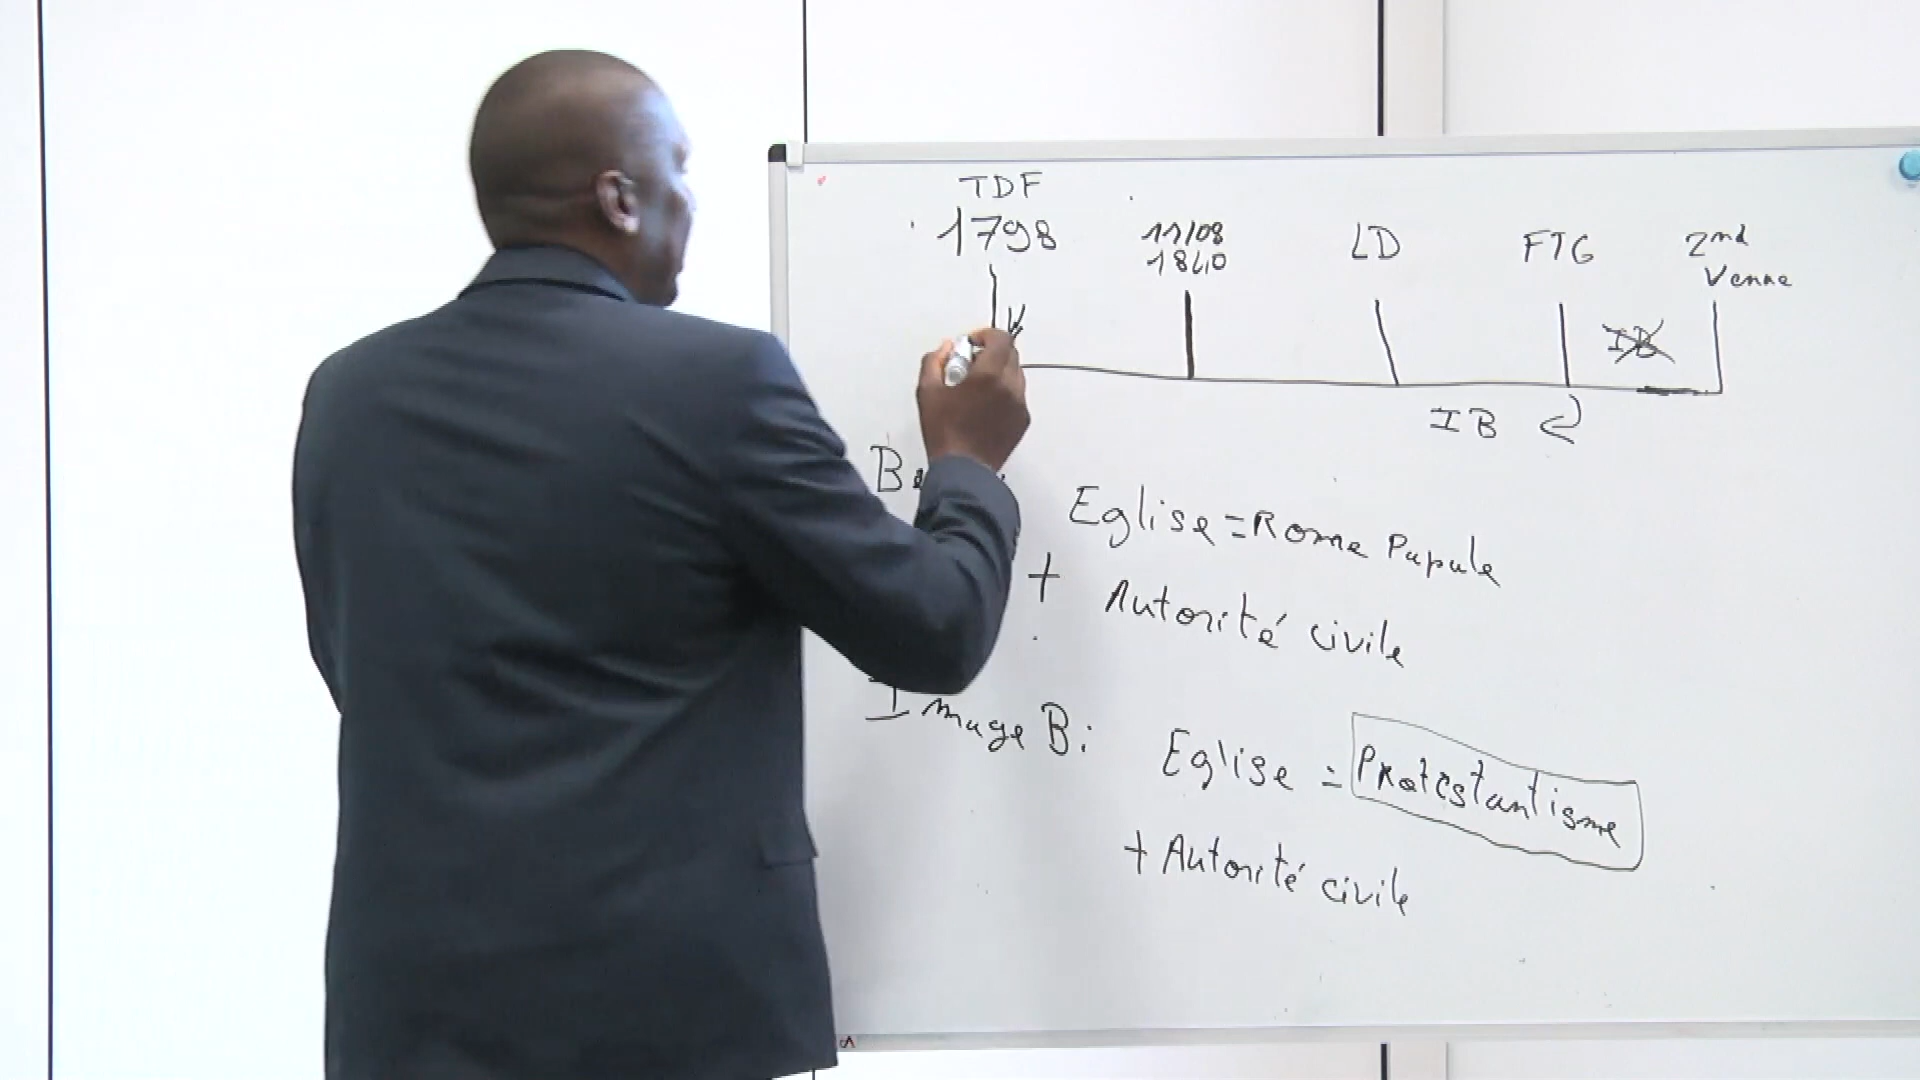 TDF
1798
11/08
1840
LD
FTG
2nd
Venue
IB
IB
Eglise = Rome Papale
+ Autorité civile
Image B:
Eglise = Protestantisme
+ Autorité civile